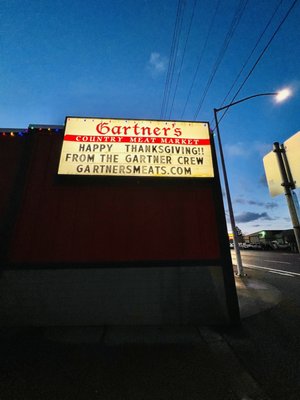 Gartner's
COUNTRY MEAT MARKET
HAPPY THANKSGIVING!!
FROM THE GARTNER CREW
GARTNERSMEATS.COM